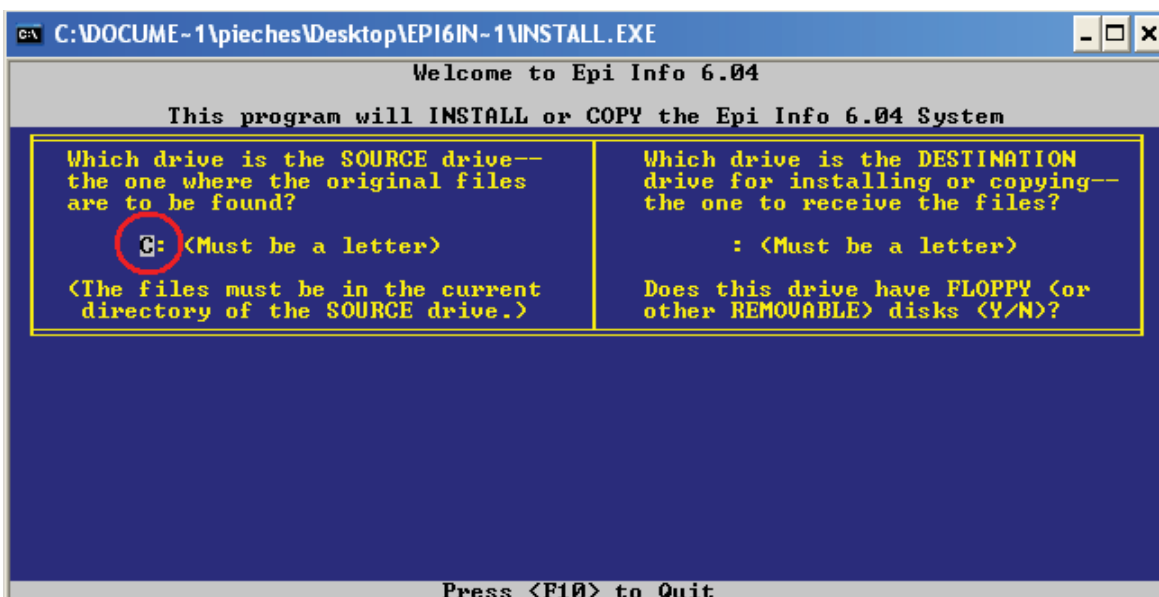 C:\DOCUME~1\pieches\Desktop\EPI6IN~1\INSTALL.EXE
Welcome to Epi Info 6.04
This program will INSTALL or COPY the Epi Info 6.04 System
Which drive is the SOURCE drive--
the one where the original files
are to be found?
C: (Must be a letter)
(The files must be in the current
directory of the SOURCE drive.)
Which drive is the DESTINATION
drive for installing or copying--
the one to receive the files?
: (Must be a letter)
Does this drive have FLOPPY (or
other REMOVABLE) disks (Y/N)?
Press <F10> to Quit